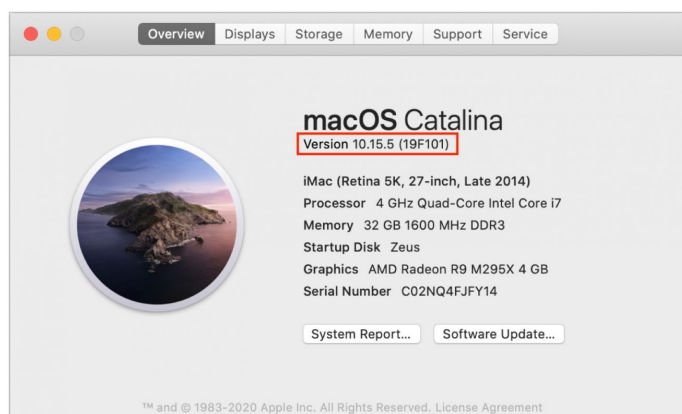 Overview Displays Storage Memory Support Service
macOS Catalina
Version 10.15.5 (19F101)
iMac (Retina 5K, 27-inch, Late 2014)
Processor 4 GHz Quad-Core Intel Core i7
Memory 32 GB 1600 MHz DDR3
Startup Disk Zeus
Graphics AMD Radeon R9 M295X 4 GB
Serial Number C02NQ4FJFY14
System Report... Software Update...
™ and © 1983-2020 Apple Inc. All Rights Reserved. License Agreement